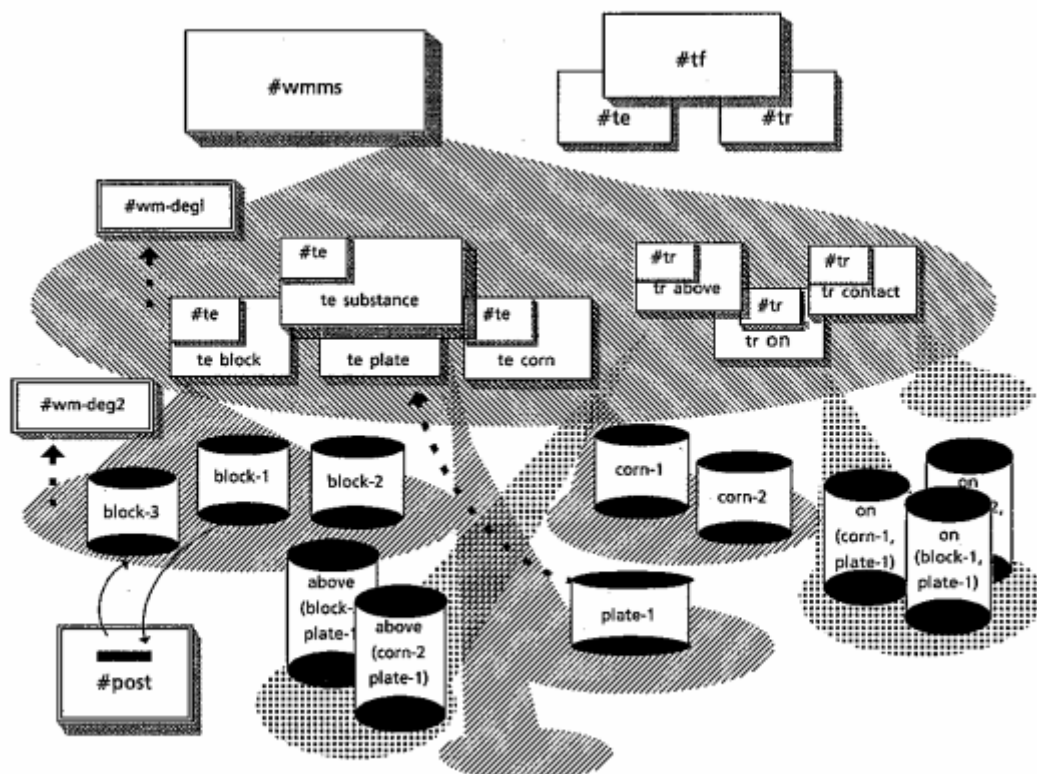 #wmms
#tf
#te
#tr
#wm-degl
#te
te substance
#tr
tr above
#tr
tr contact
#te
te block
te plate
#te
te corn
#tr
tr on
#wm-deg2
block-3
block-1
block-2
corn-1
corn-2
on
(corn-1,
plate-1)
on
2,
on
(block-1,
plate-1)
above
(block-
plate-1
above
(corn-2
plate-1)
plate-1
#post